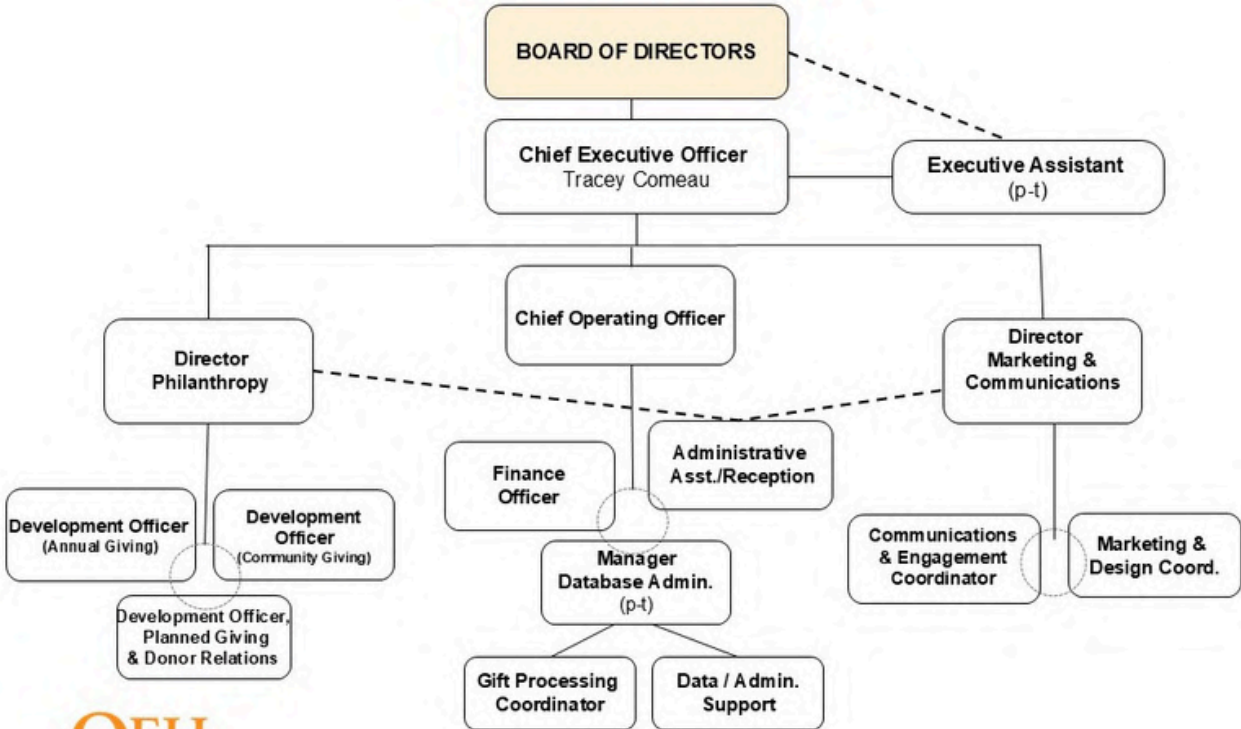 BOARD OF DIRECTORS
Chief Executive Officer
Tracey Comeau
Executive Assistant
(p-t)
Chief Operating Officer
Director
Philanthropy
Director
Marketing &
Communications
Finance
Officer
Administrative
Asst./Reception
Development Officer
(Annual Giving)
Development
Officer
(Community Giving)
Development Officer,
Planned Giving
& Donor Relations
Manager
Database Admin.
(p-t)
Communications
& Engagement
Coordinator
Marketing &
Design Coord.
Gift Processing
Coordinator
Data / Admin.
Support